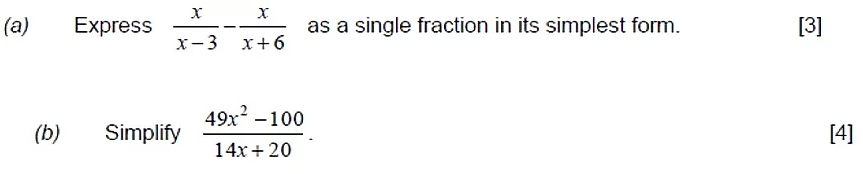 (a) Express x/(x−3) − x/(x+6) as a single fraction in its simplest form. [3]
(b) Simplify (49x² − 100)/(14x + 20) . [4]